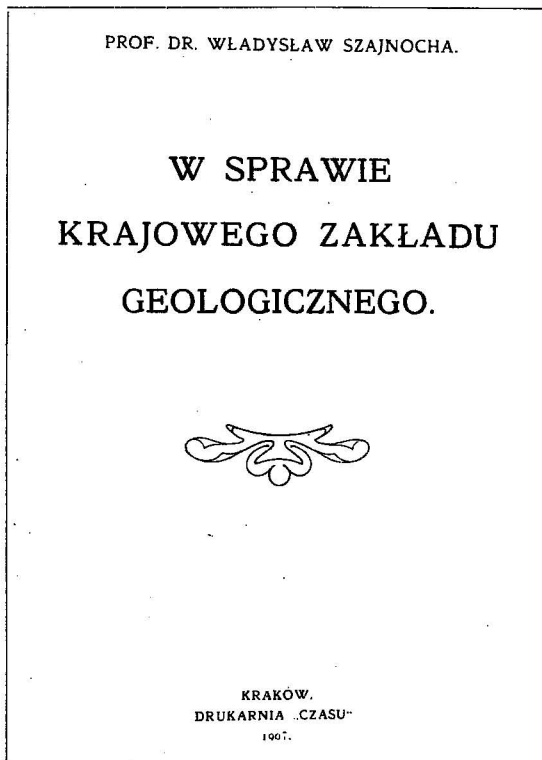 PROF. DR. WŁADYSŁAW SZAJNOCHA.
W SPRAWIE
KRAJOWEGO ZAKŁADU
GEOLOGICZNEGO.
KRAKÓW.
DRUKARNIA „CZASU"
1907.